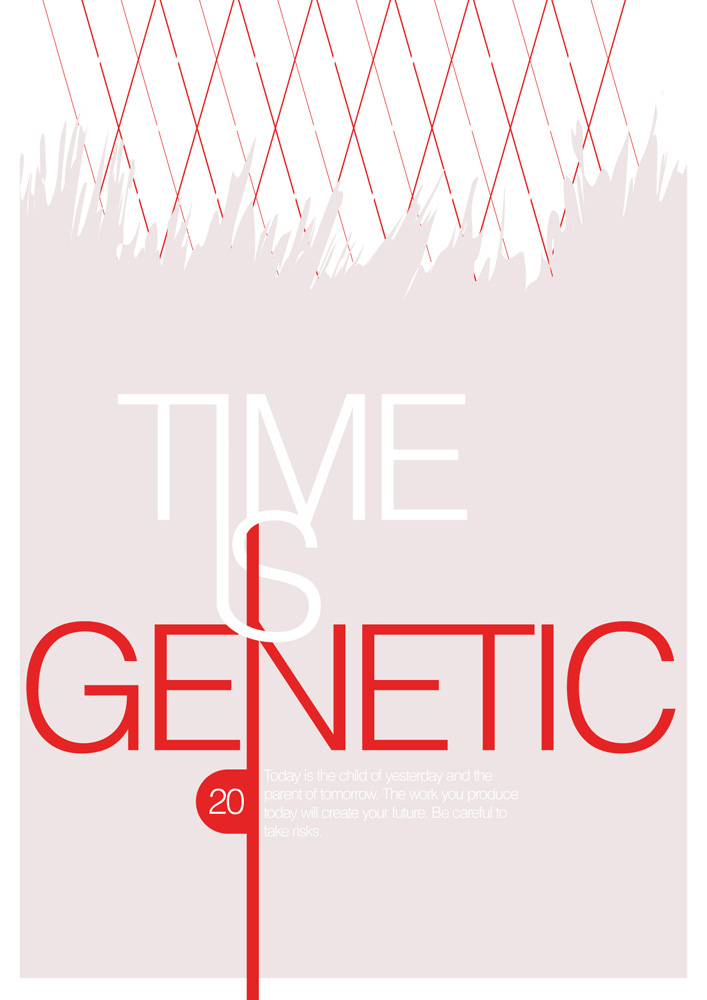 TIME
IS
GENETIC
20
Today is the child of yesterday and the
parent of tomorrow. The work you produce
today will create your future. Be careful to
take risks.